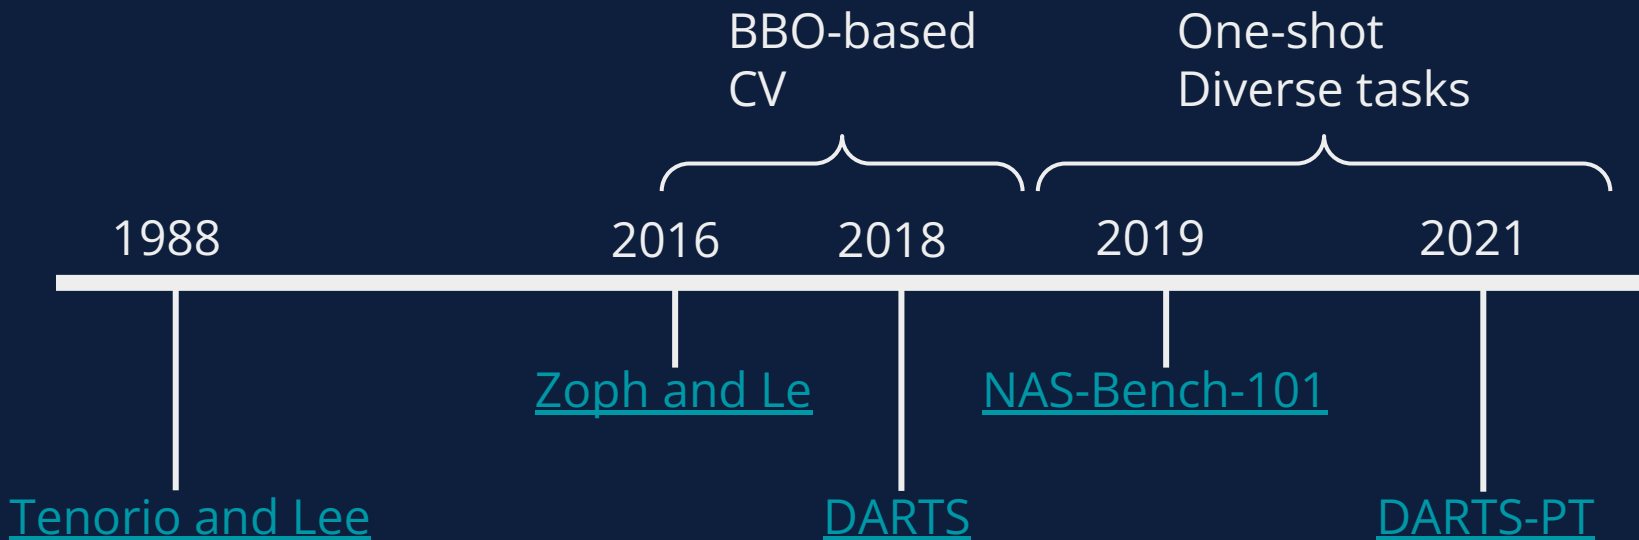 BBO-based
CV
One-shot
Diverse tasks
1988
2016
2018
2019
2021
Zoph and Le
NAS-Bench-101
Tenorio and Lee
DARTS
DARTS-PT